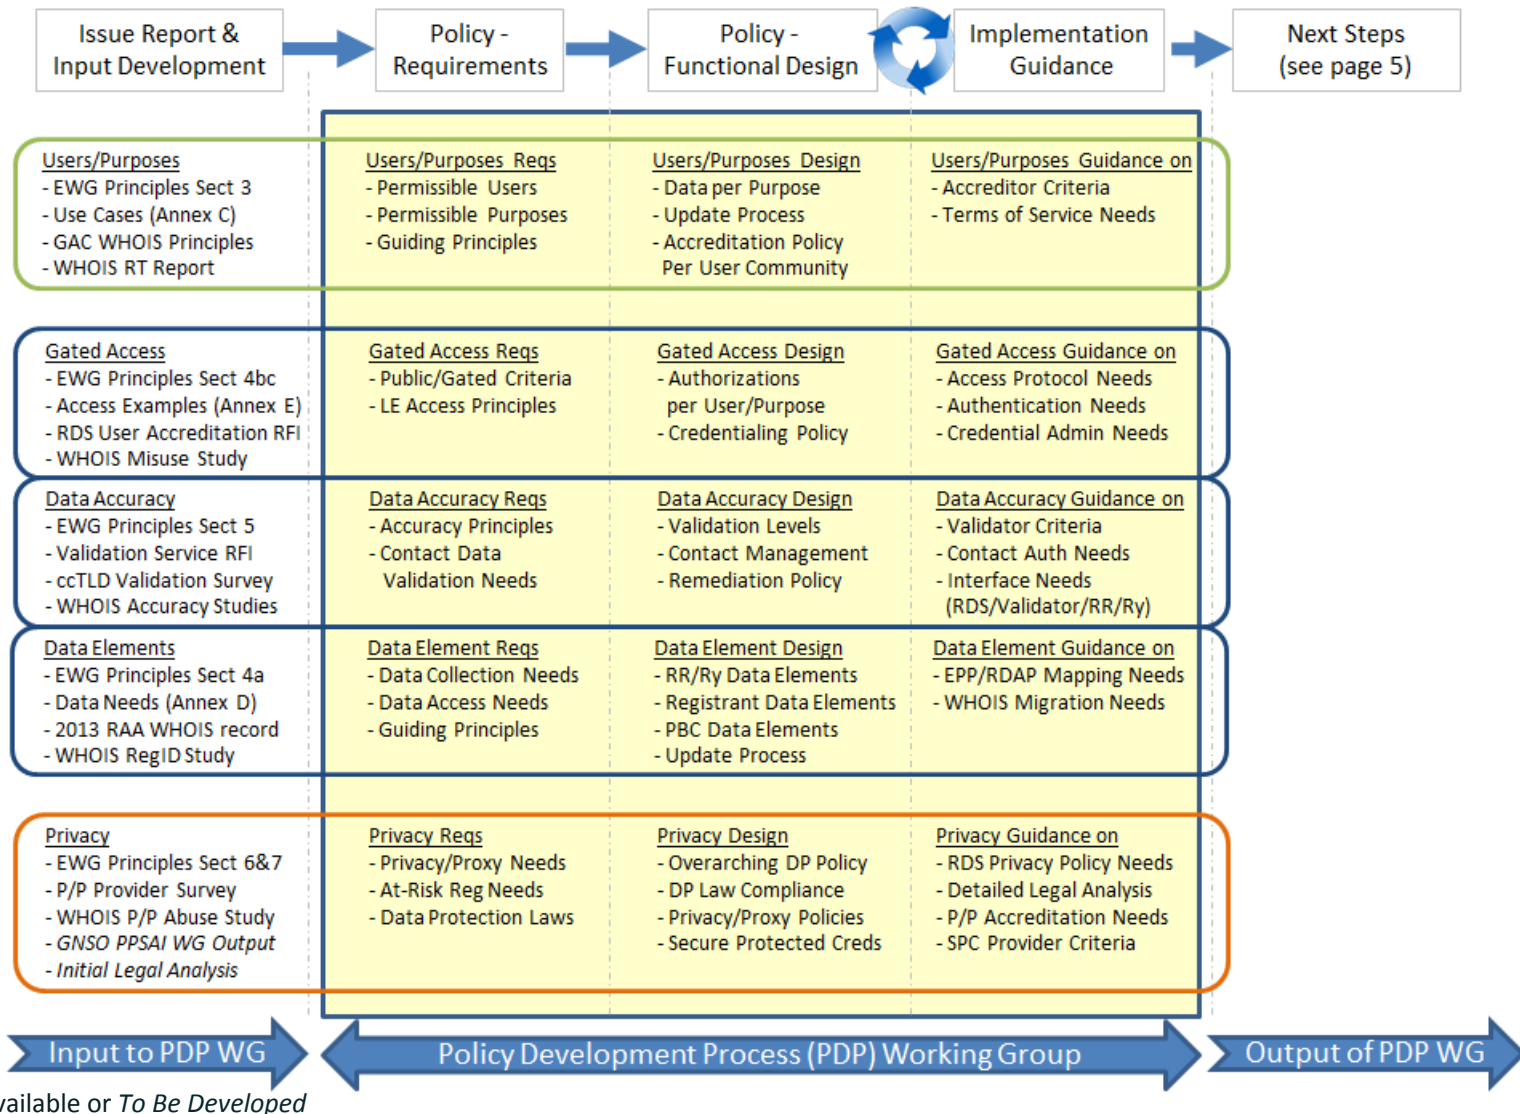 Issue Report &
Input Development
Policy -
Requirements
Policy -
Functional Design
Implementation
Guidance
Next Steps
(see page 5)
Users/Purposes
- EWG Principles Sect 3
- Use Cases (Annex C)
- GAC WHOIS Principles
- WHOIS RT Report
Users/Purposes Reqs
- Permissible Users
- Permissible Purposes
- Guiding Principles
Users/Purposes Design
- Data per Purpose
- Update Process
- Accreditation Policy
Per User Community
Users/Purposes Guidance on
- Accreditor Criteria
- Terms of Service Needs
Gated Access
- EWG Principles Sect 4bc
- Access Examples (Annex E)
- RDS User Accreditation RFI
- WHOIS Misuse Study
Gated Access Reqs
- Public/Gated Criteria
- LE Access Principles
Gated Access Design
- Authorizations
per User/Purpose
- Credentialing Policy
Gated Access Guidance on
- Access Protocol Needs
- Authentication Needs
- Credential Admin Needs
Data Accuracy
- EWG Principles Sect 5
- Validation Service RFI
- ccTLD Validation Survey
- WHOIS Accuracy Studies
Data Accuracy Reqs
- Accuracy Principles
- Contact Data
Validation Needs
Data Accuracy Design
- Validation Levels
- Contact Management
- Remediation Policy
Data Accuracy Guidance on
- Validator Criteria
- Contact Auth Needs
- Interface Needs
(RDS/Validator/RR/Ry)
Data Elements
- EWG Principles Sect 4a
- Data Needs (Annex D)
- 2013 RAA WHOIS record
- WHOIS RegID Study
Data Element Reqs
- Data Collection Needs
- Data Access Needs
- Guiding Principles
Data Element Design
- RR/Ry Data Elements
- Registrant Data Elements
- PBC Data Elements
- Update Process
Data Element Guidance on
- EPP/RDAP Mapping Needs
- WHOIS Migration Needs
Privacy
- EWG Principles Sect 6&7
- P/P Provider Survey
- WHOIS P/P Abuse Study
- GNSO PPSAI WG Output
- Initial Legal Analysis
Privacy Reqs
- Privacy/Proxy Needs
- At-Risk Reg Needs
- Data Protection Laws
Privacy Design
- Overarching DP Policy
- DP Law Compliance
- Privacy/Proxy Policies
- Secure Protected Creds
Privacy Guidance on
- RDS Privacy Policy Needs
- Detailed Legal Analysis
- P/P Accreditation Needs
- SPC Provider Criteria
Input to PDP WG
Policy Development Process (PDP) Working Group
Output of PDP WG
vailable or To Be Developed